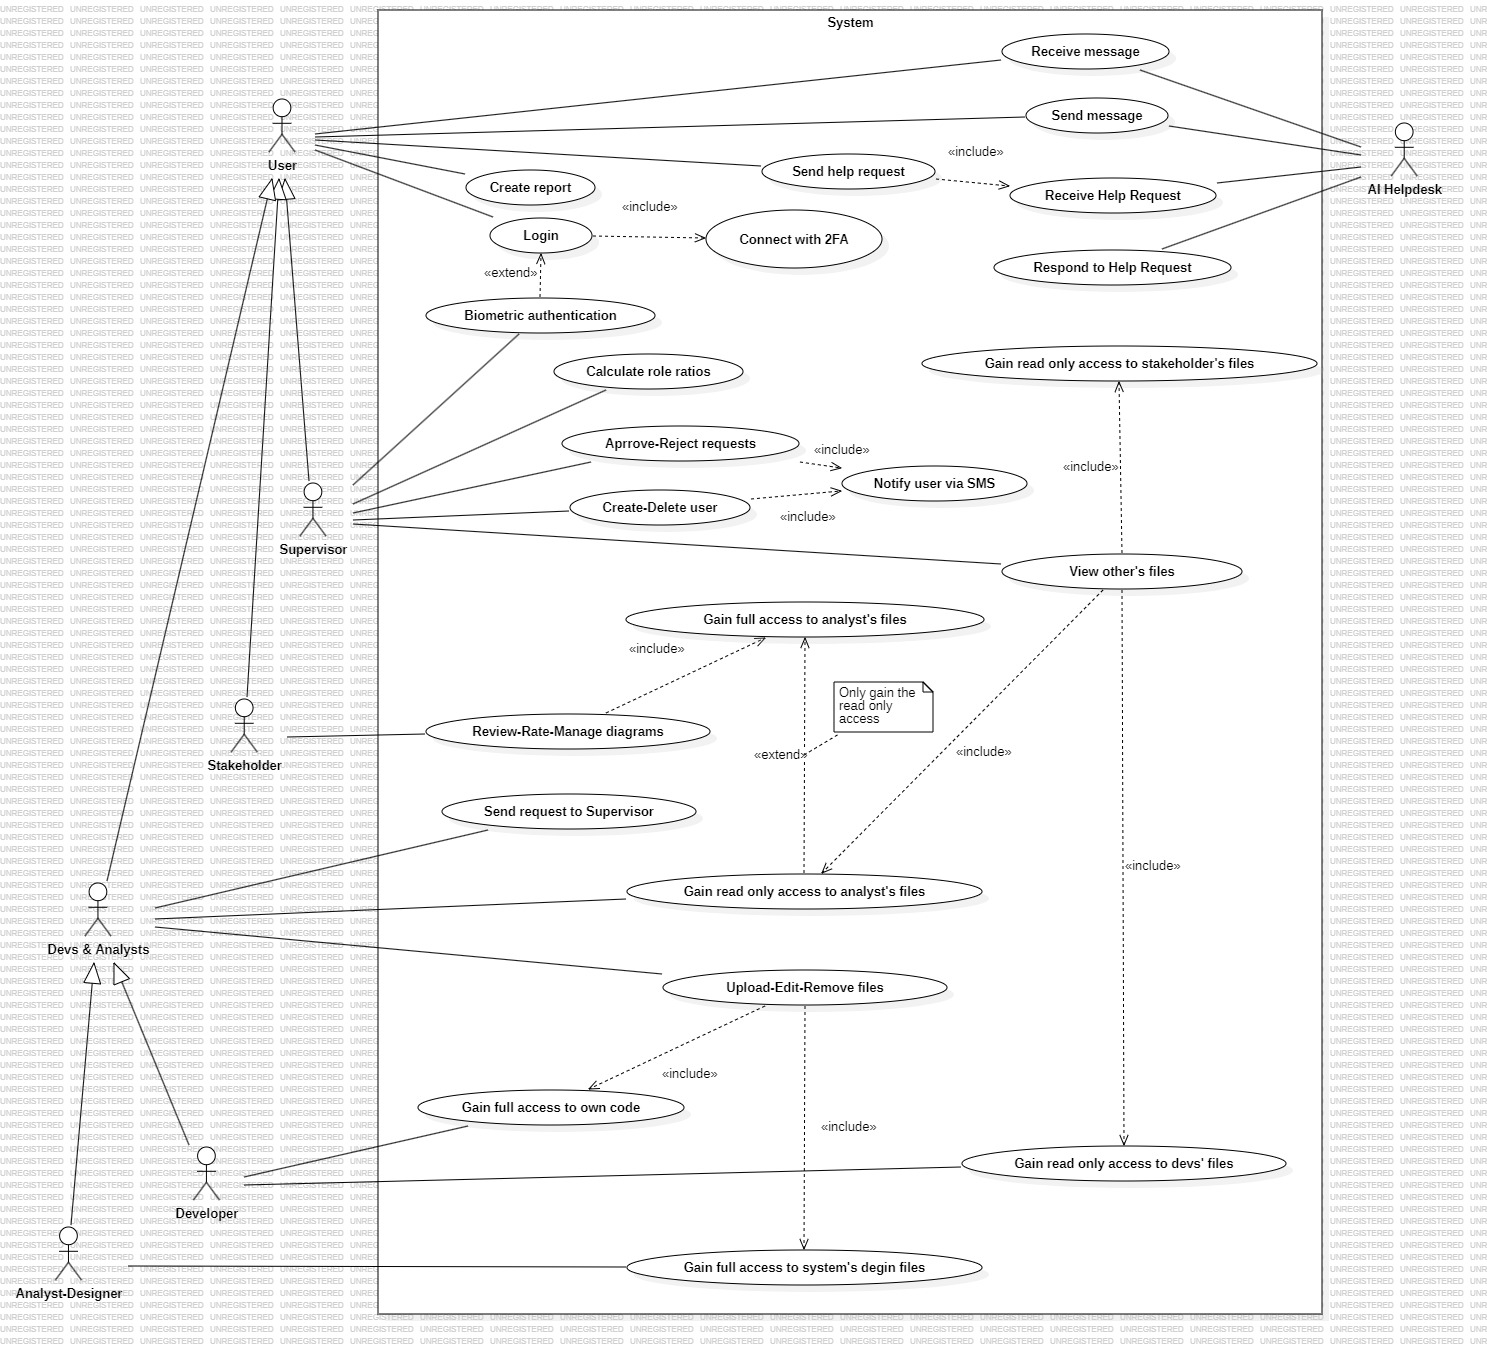 System
Receive message
Send message
User
«include»
Send help request
AI Helpdesk
Create report
Receive Help Request
«include»
Login
Connect with 2FA
«extend»
Respond to Help Request
Biometric authentication
Calculate role ratios
Gain read only access to stakeholder's files
Aprrove-Reject requests
«include»
«include»
Notify user via SMS
Create-Delete user
«include»
Supervisor
View other's files
Gain full access to analyst's files
«include»
Only gain the
read only
access
Review-Rate-Manage diagrams
«extend»
«include»
Stakeholder
Send request to Supervisor
«include»
Gain read only access to analyst's files
Devs & Analysts
Upload-Edit-Remove files
«include»
Gain full access to own code
«include»
Gain read only access to devs' files
Developer
Gain full access to system's degin files
Analyst-Designer
UNREGISTERED